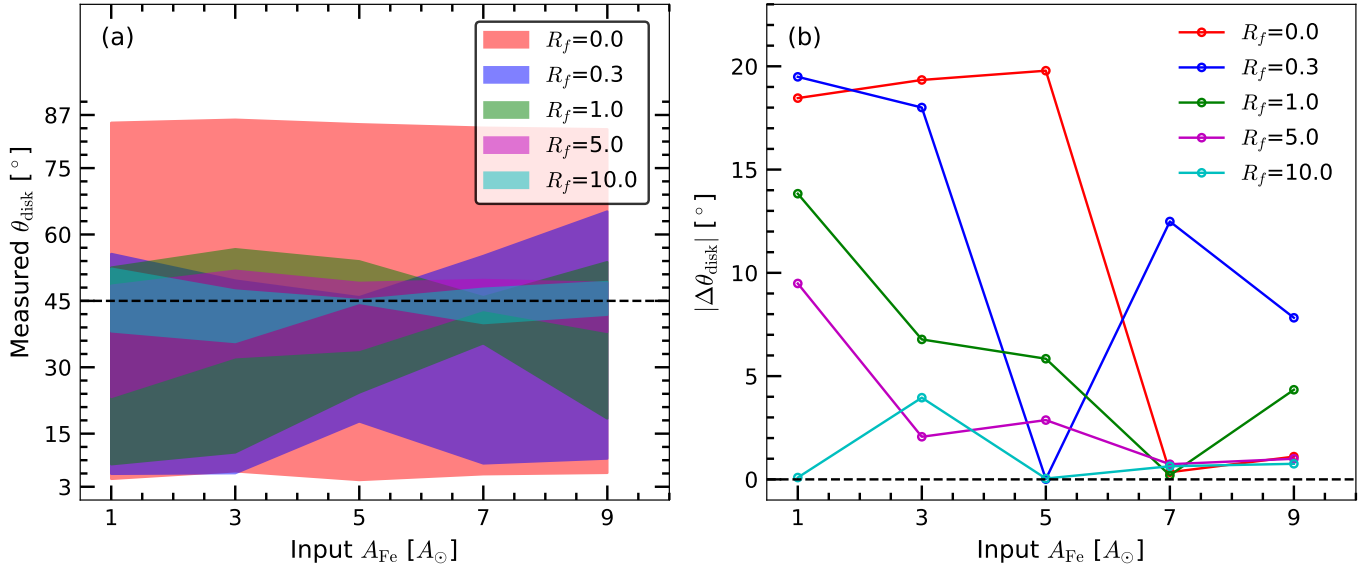 (a)
R_f=0.0
R_f=0.3
R_f=1.0
R_f=5.0
R_f=10.0
87
75
60
45
30
15
3
Measured θ_disk [°]
1 3 5 7 9
Input A_Fe [A_⊙]
(b)
R_f=0.0
R_f=0.3
R_f=1.0
R_f=5.0
R_f=10.0
20
15
10
5
0
|Δθ_disk| [°]
1 3 5 7 9
Input A_Fe [A_⊙]